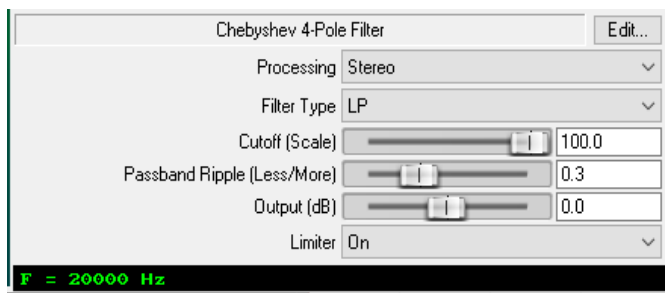 Chebyshev 4-Pole Filter Edit...
Processing Stereo
Filter Type LP
Cutoff (Scale) 100.0
Passband Ripple (Less/More) 0.3
Output (dB) 0.0
Limiter On
F = 20000 Hz